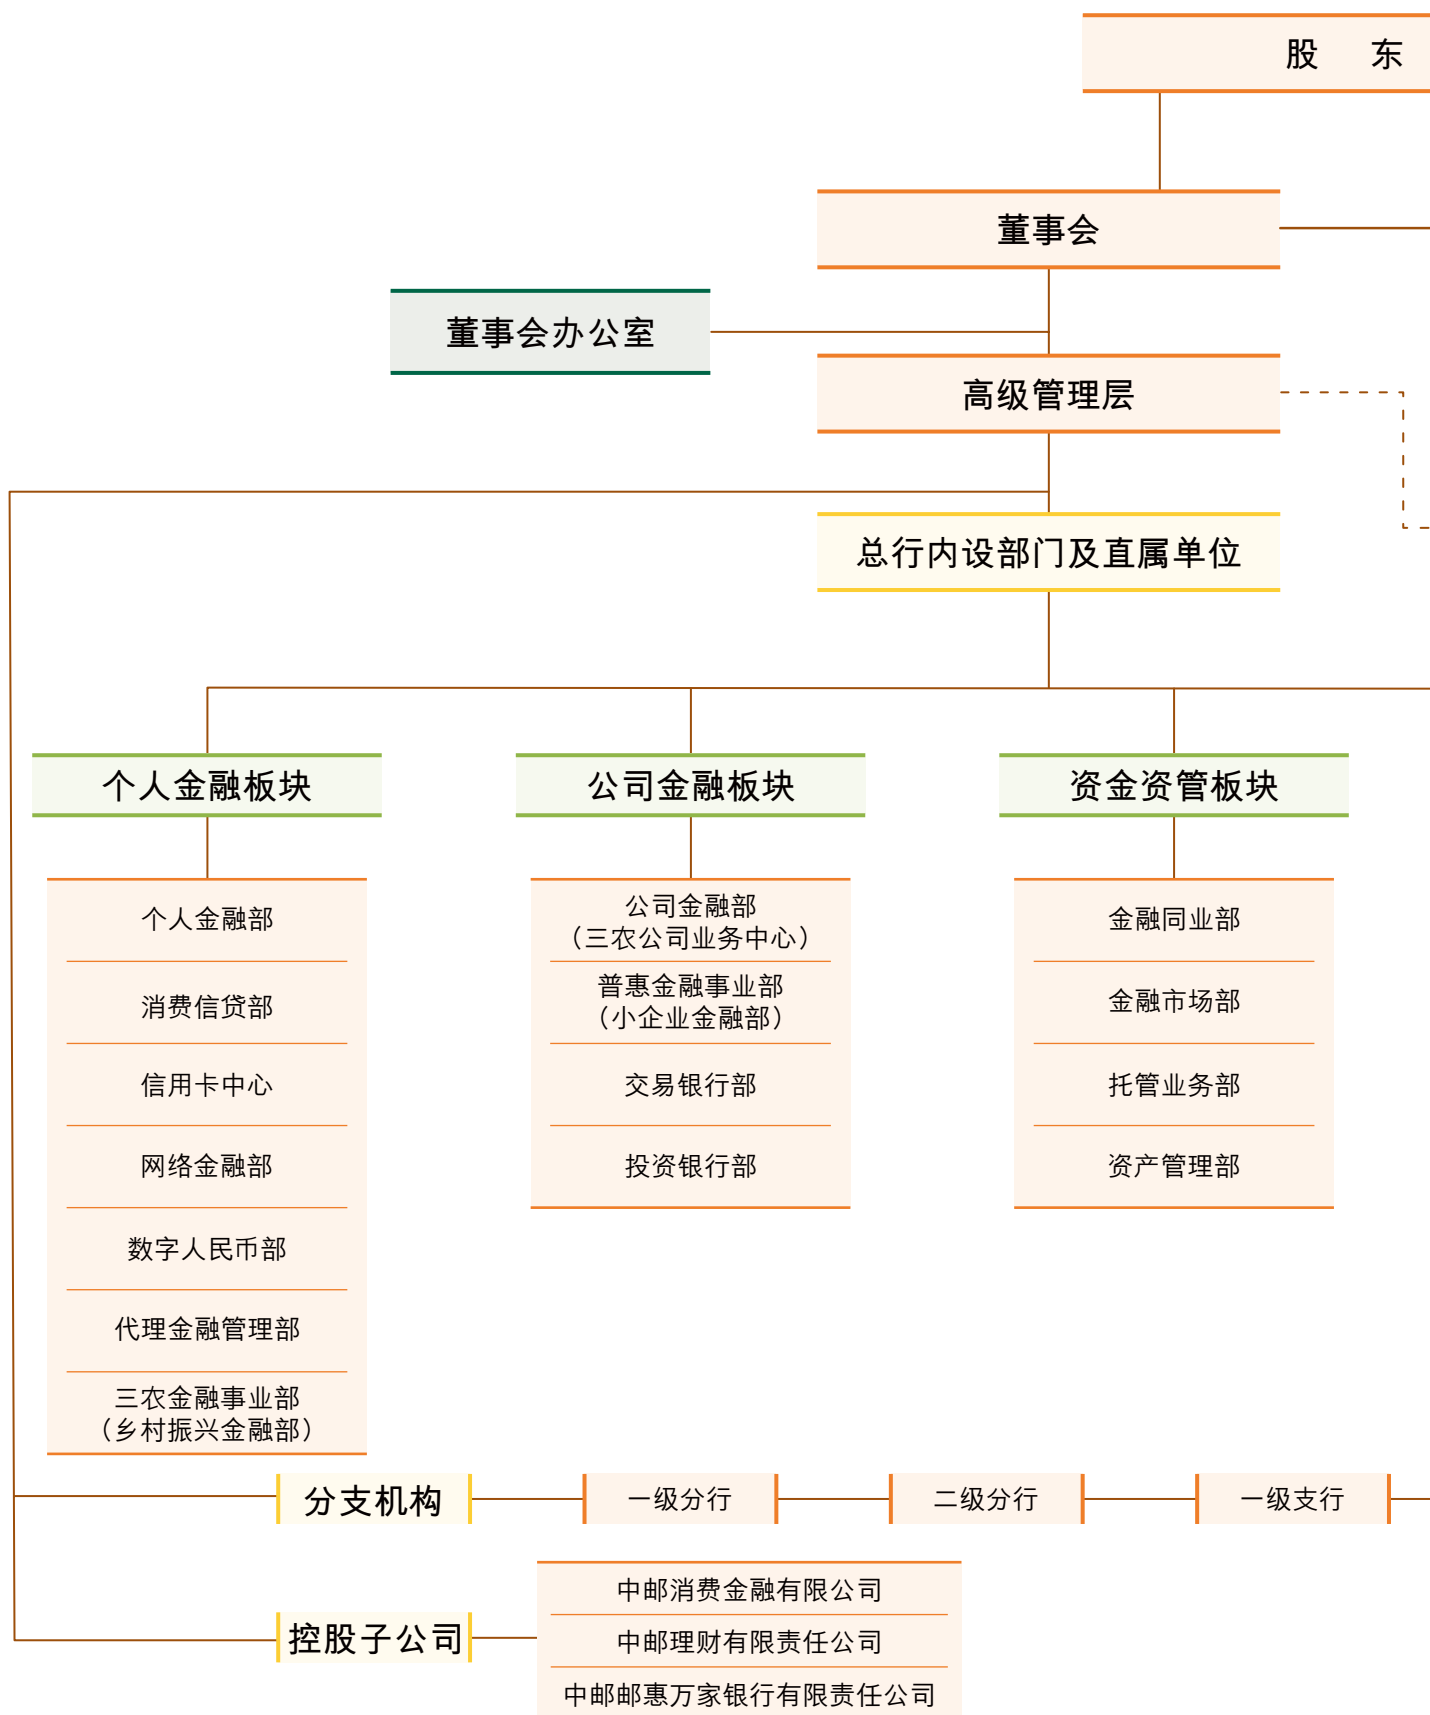 股 东
董事会
董事会办公室
高级管理层
总行内设部门及直属单位
个人金融板块
个人金融部
消费信贷部
信用卡中心
网络金融部
数字人民币部
代理金融管理部
三农金融事业部
（乡村振兴金融部）
公司金融板块
公司金融部
（三农公司业务中心）
普惠金融事业部
（小企业金融部）
交易银行部
投资银行部
资金资管板块
金融同业部
金融市场部
托管业务部
资产管理部
分支机构
一级分行
二级分行
一级支行
控股子公司
中邮消费金融有限公司
中邮理财有限责任公司
中邮邮惠万家银行有限责任公司